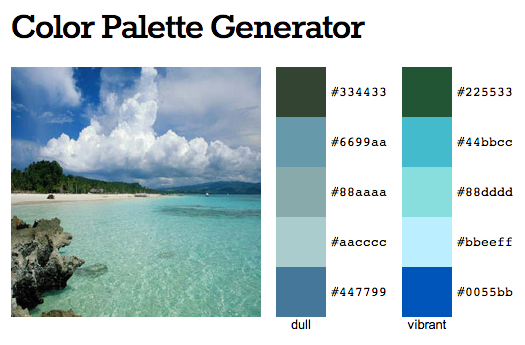 Color Palette Generator
#334433 #225533
#6699aa #44bbcc
#88aaaa #88dddd
#aacccc #bbeeff
#447799 #0055bb
dull vibrant